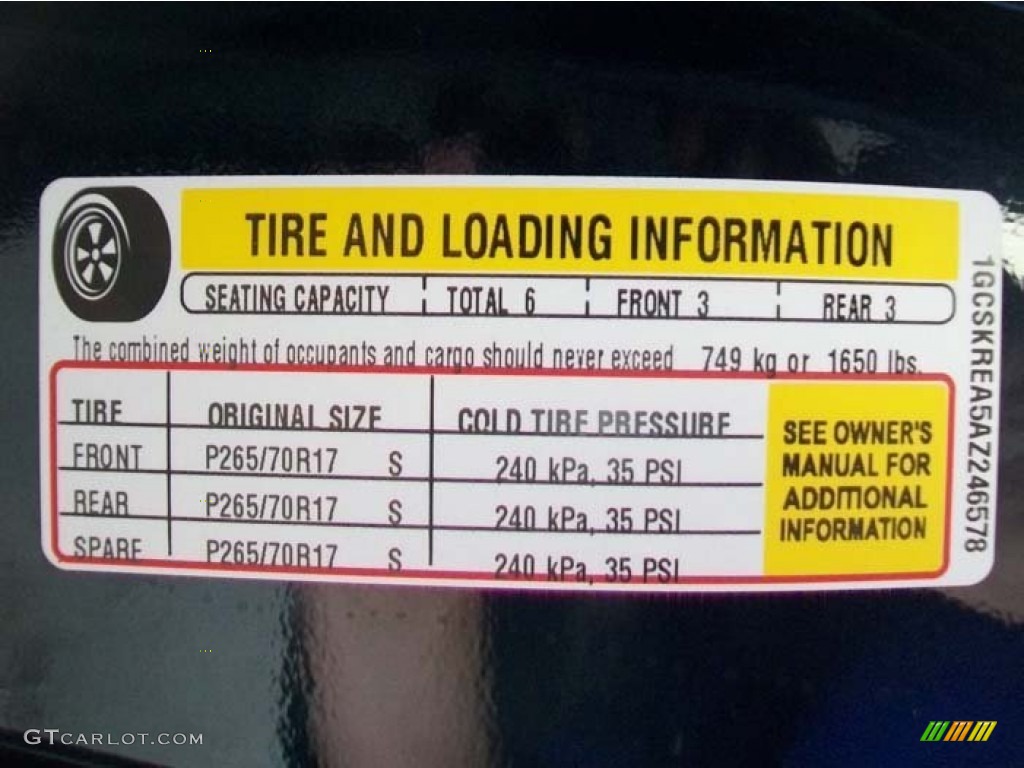 TIRE AND LOADING INFORMATION
SEATING CAPACITY TOTAL 6 FRONT 3 REAR 3
The combined weight of occupants and cargo should never exceed 749 kg or 1650 lbs.
TIRE ORIGINAL SIZE COLD TIRE PRESSURE
FRONT P265/70R17 S 240 kPa, 35 PSI
REAR P265/70R17 S 240 kPa, 35 PSI
SPARE P265/70R17 S 240 kPa, 35 PSI
SEE OWNER'S
MANUAL FOR
ADDITIONAL
INFORMATION
1GCSKREA5AZ246578
GTCARLOT.COM